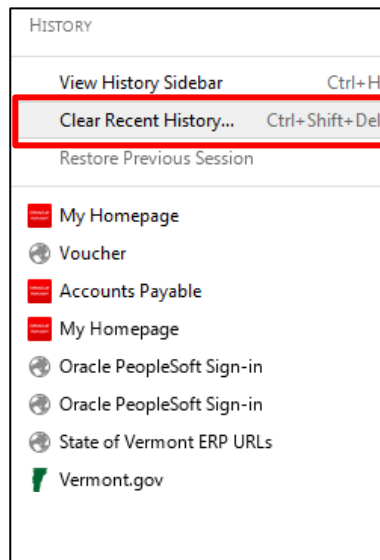 HISTORY
View History Sidebar Ctrl+H
Clear Recent History... Ctrl+Shift+Del
Restore Previous Session
My Homepage
Voucher
Accounts Payable
My Homepage
Oracle PeopleSoft Sign-in
Oracle PeopleSoft Sign-in
State of Vermont ERP URLs
Vermont.gov